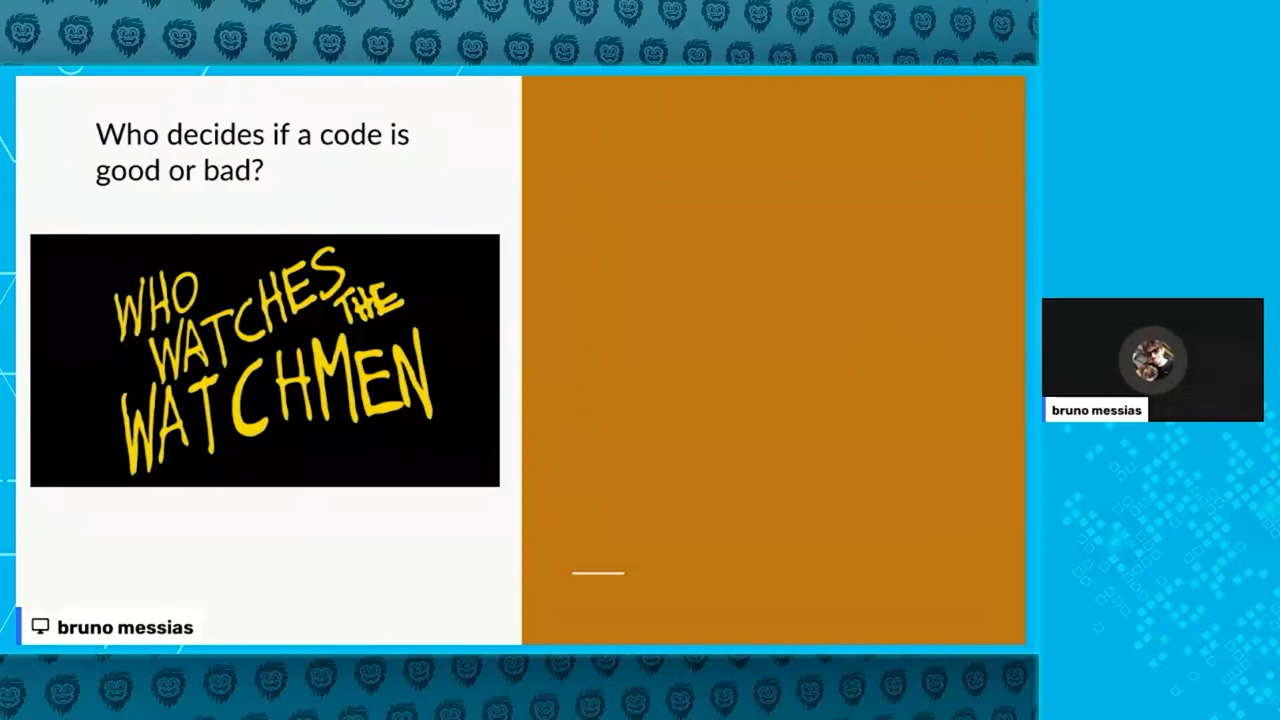 Who decides if a code is
good or bad?
WHO
WATCHES
THE
WATCHMEN
bruno messias
bruno messias